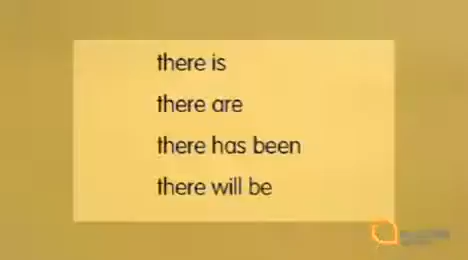 there is
there are
there has been
there will be